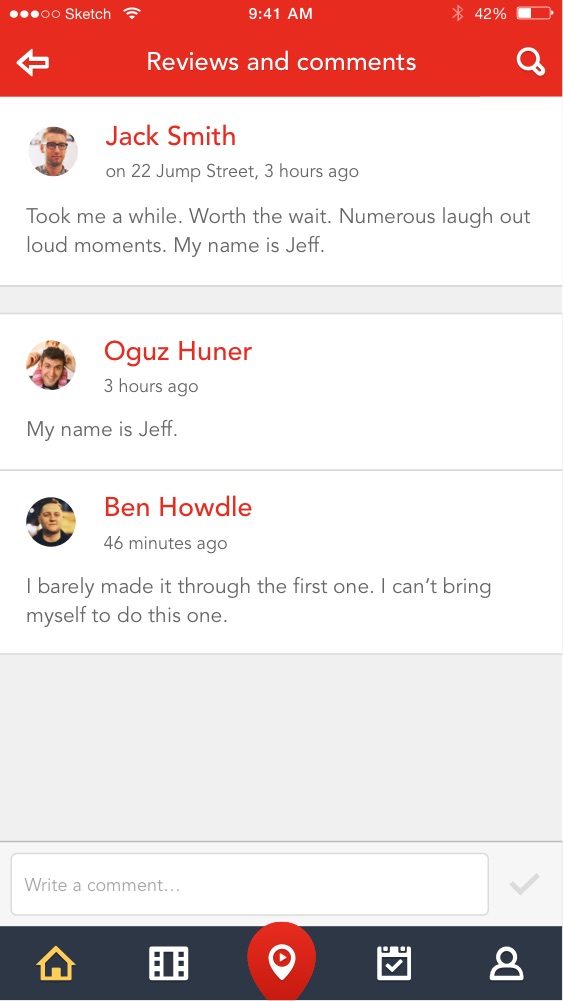 Sketch 9:41 AM 42%
Reviews and comments
Jack Smith
on 22 Jump Street, 3 hours ago
Took me a while. Worth the wait. Numerous laugh out
loud moments. My name is Jeff.
Oguz Huner
3 hours ago
My name is Jeff.
Ben Howdle
46 minutes ago
I barely made it through the first one. I can’t bring
myself to do this one.
Write a comment…